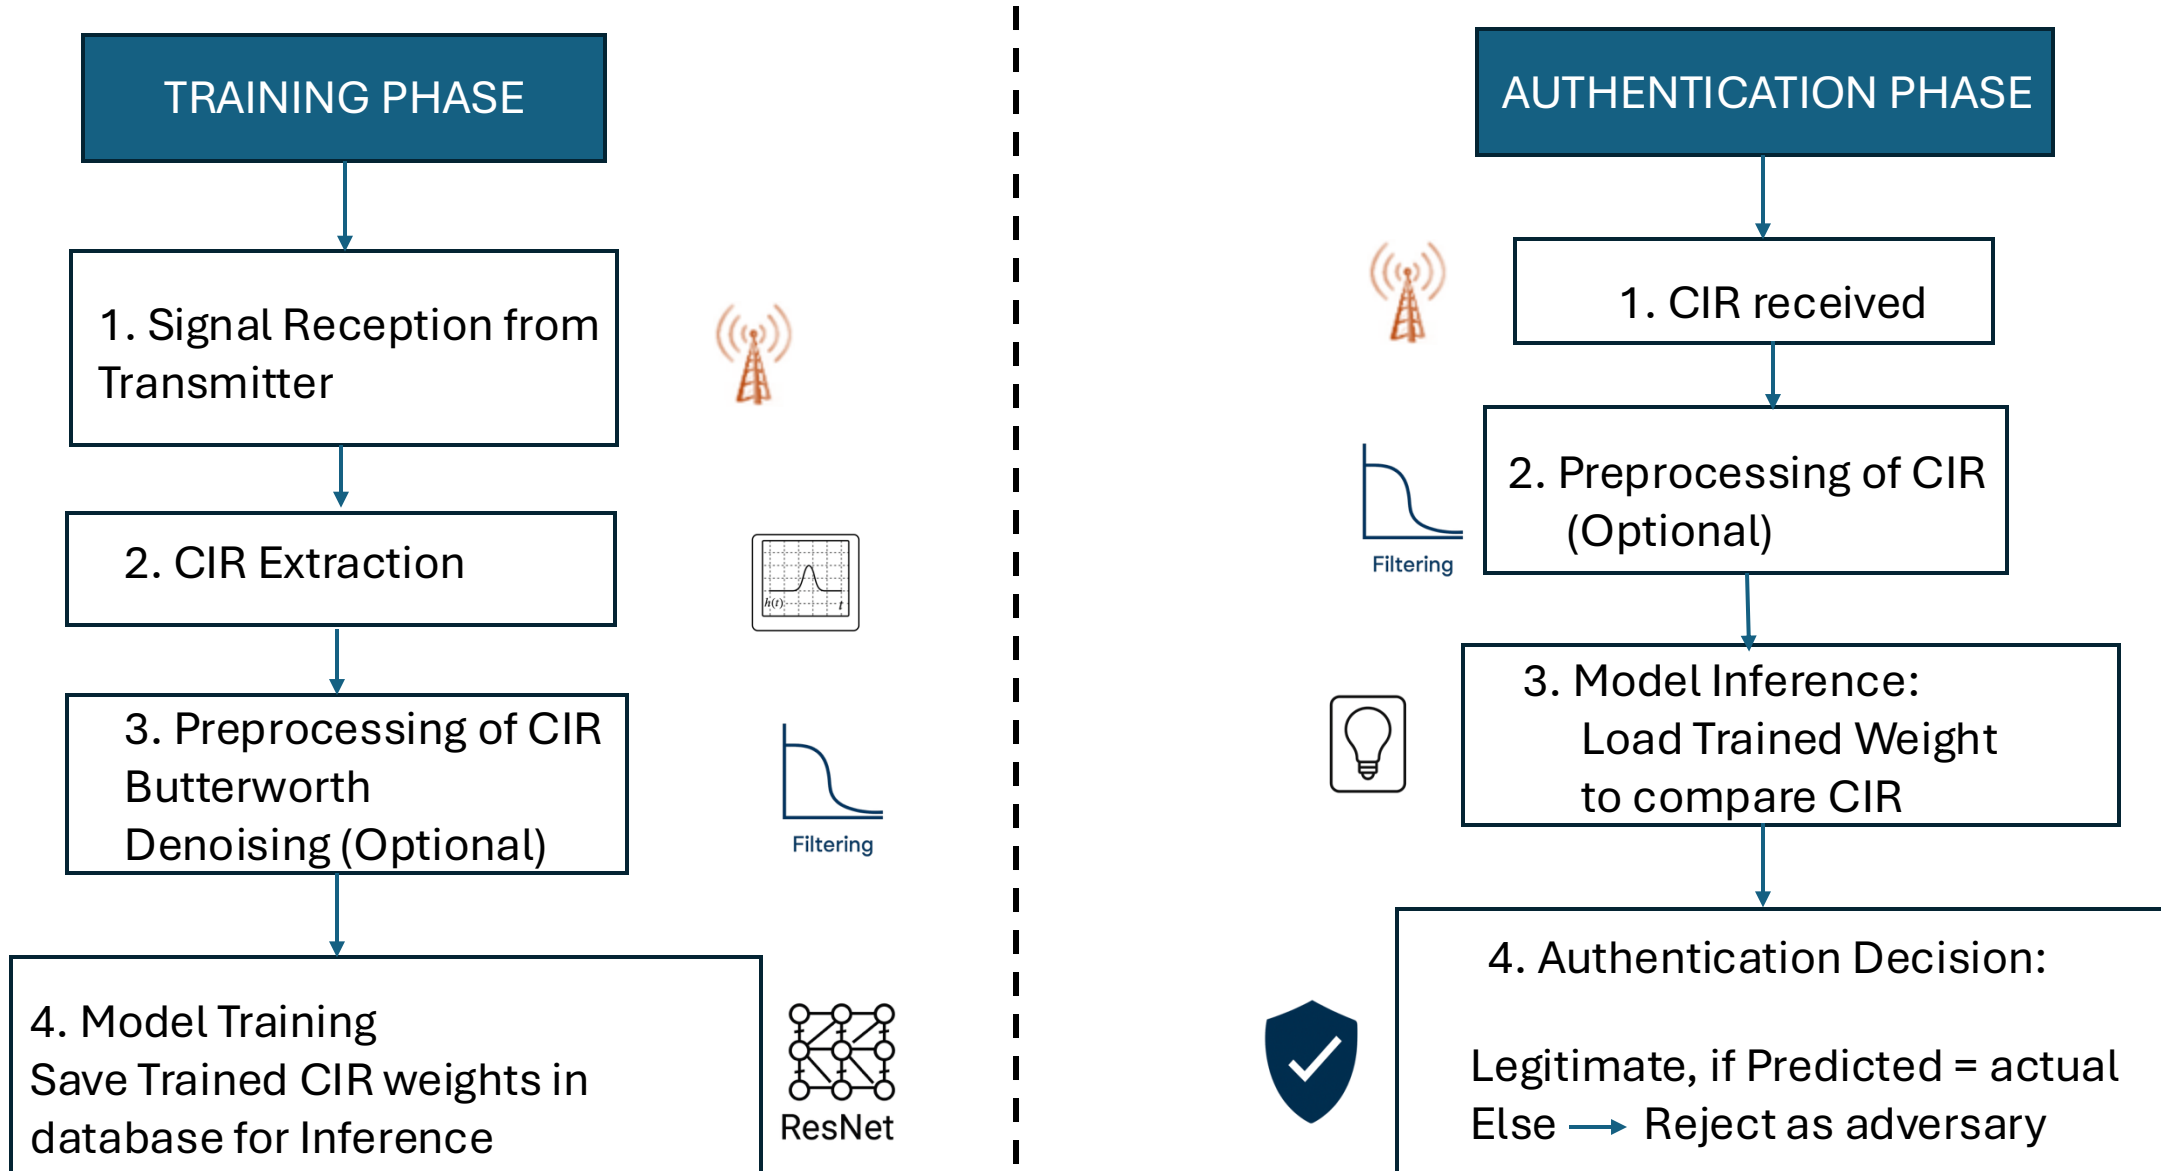 TRAINING PHASE
1. Signal Reception from
Transmitter
2. CIR Extraction
h(t)
t
3. Preprocessing of CIR
Butterworth
Denoising (Optional)
Filtering
4. Model Training
Save Trained CIR weights in
database for Inference
ResNet
AUTHENTICATION PHASE
1. CIR received
2. Preprocessing of CIR
(Optional)
Filtering
3. Model Inference:
Load Trained Weight
to compare CIR
4. Authentication Decision:
Legitimate, if Predicted = actual
Else → Reject as adversary